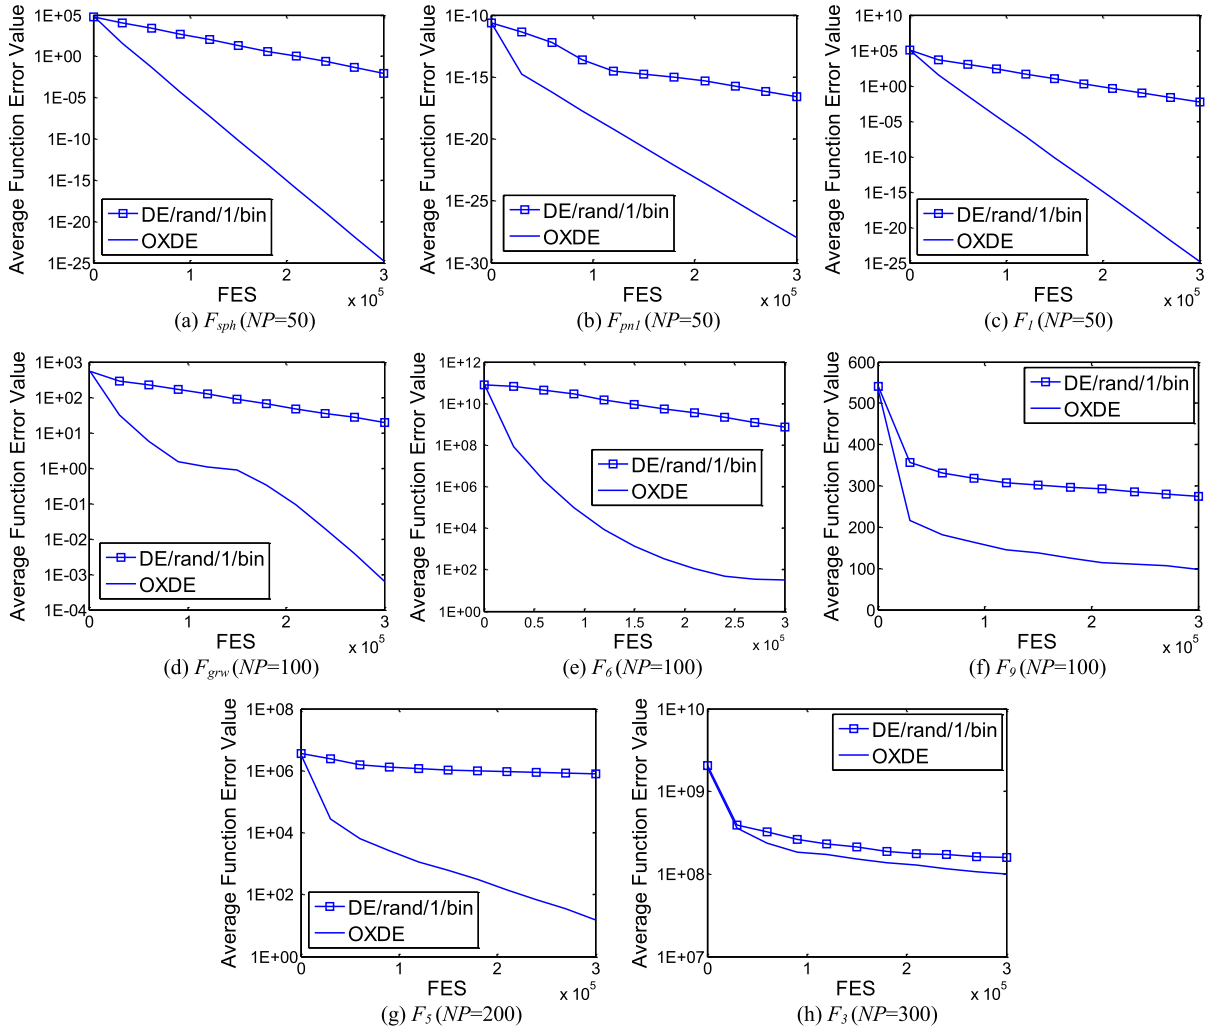 Average Function Error Value
1E+05
1E+00
1E-05
1E-10
1E-15
1E-20
1E-25
DE/rand/1/bin
OXDE
0 1 2 3
FES
x 10^5
(a) F_sph (NP=50)
Average Function Error Value
1E-10
1E-15
1E-20
1E-25
1E-30
DE/rand/1/bin
OXDE
0 1 2 3
FES
x 10^5
(b) F_pn1 (NP=50)
Average Function Error Value
1E+10
1E+05
1E+00
1E-05
1E-10
1E-15
1E-20
1E-25
DE/rand/1/bin
OXDE
0 1 2 3
FES
x 10^5
(c) F_1 (NP=50)
Average Function Error Value
1E+03
1E+02
1E+01
1E+00
1E-01
1E-02
1E-03
1E-04
DE/rand/1/bin
OXDE
0 1 2 3
FES
x 10^5
(d) F_grw (NP=100)
Average Function Error Value
1E+12
1E+10
1E+08
1E+06
1E+04
1E+02
1E+00
DE/rand/1/bin
OXDE
0 0.5 1 1.5 2 2.5 3
FES
x 10^5
(e) F_6 (NP=100)
Average Function Error Value
600
500
400
300
200
100
0
DE/rand/1/bin
OXDE
0 1 2 3
FES
x 10^5
(f) F_9 (NP=100)
Average Function Error Value
1E+08
1E+06
1E+04
1E+02
1E+00
DE/rand/1/bin
OXDE
0 1 2 3
FES
x 10^5
(g) F_5 (NP=200)
Average Function Error Value
1E+10
1E+09
1E+08
1E+07
DE/rand/1/bin
OXDE
0 1 2 3
FES
x 10^5
(h) F_3 (NP=300)